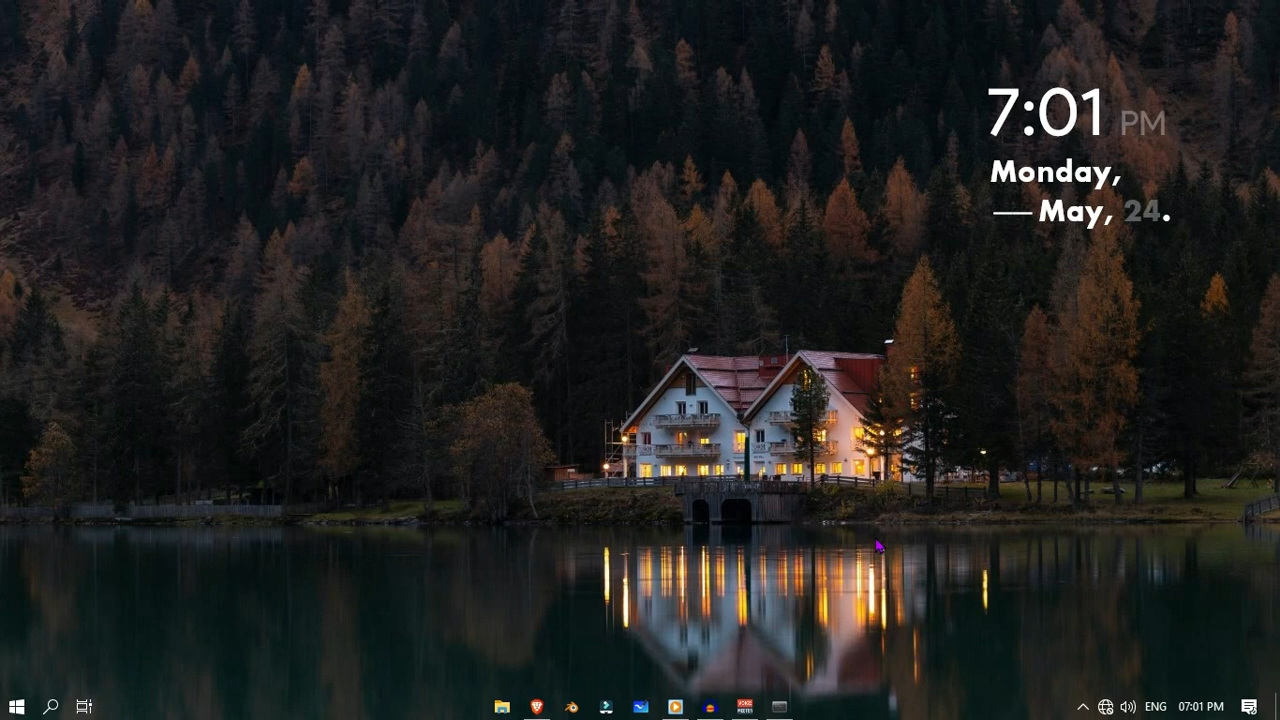 7:01 PM
Monday,
— May, 24.
ENG
07:01 PM